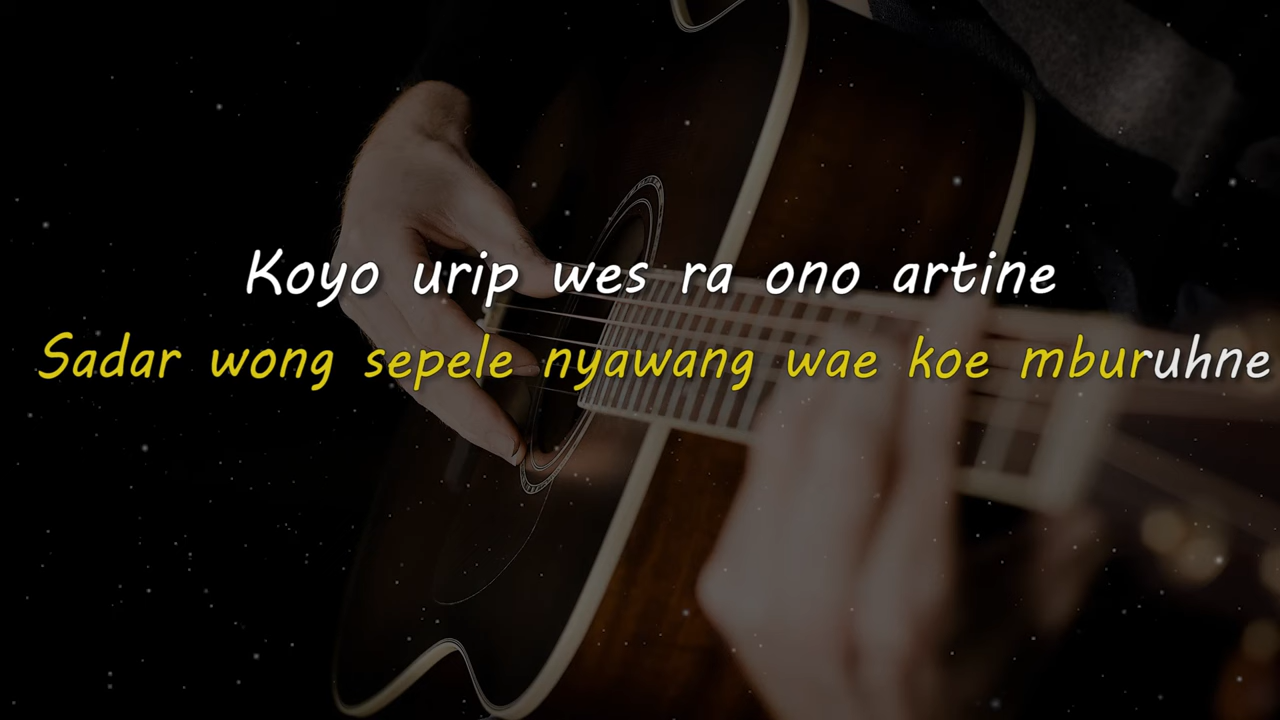 Koyo urip wes ra ono artine
Sadar wong sepele nyawang wae koe mburuhne